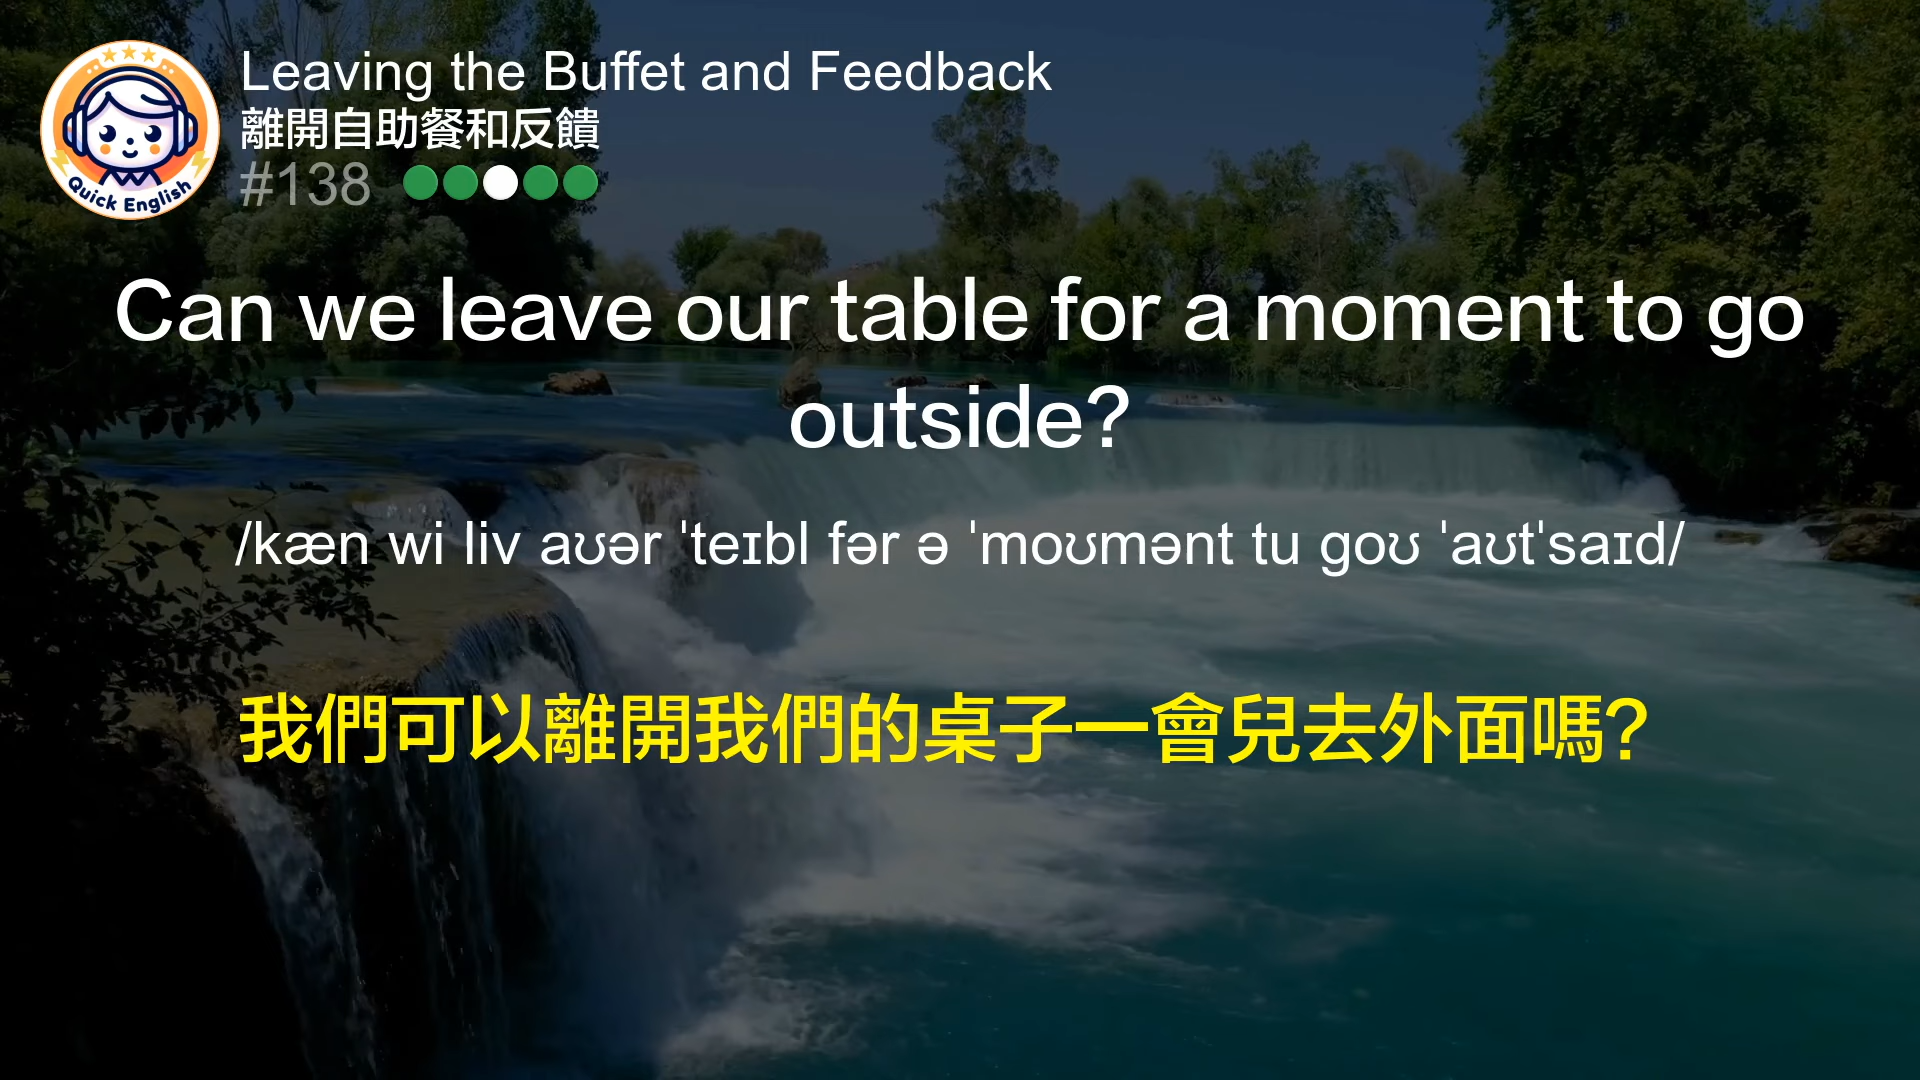 Quick English
Leaving the Buffet and Feedback
離開自助餐和反饋
#138
Can we leave our table for a moment to go
outside?
/kæn wi liv aʊər ˈteɪbl fər ə ˈmoʊmənt tu goʊ ˈaʊtˈsaɪd/
我們可以離開我們的桌子一會兒去外面嗎?